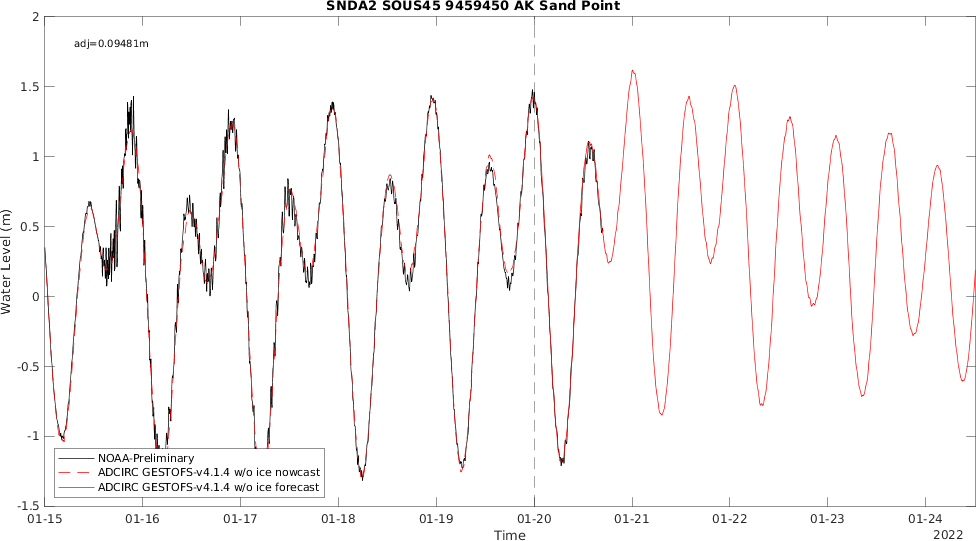 SNDA2 SOUS45 9459450 AK Sand Point
adj=0.09481m
2
1.5
1
0.5
0
-0.5
-1
-1.5
Water Level (m)
NOAA-Preliminary
ADCIRC GESTOFS-v4.1.4 w/o ice nowcast
ADCIRC GESTOFS-v4.1.4 w/o ice forecast
01-15 01-16 01-17 01-18 01-19 01-20 01-21 01-22 01-23 01-24
Time
2022